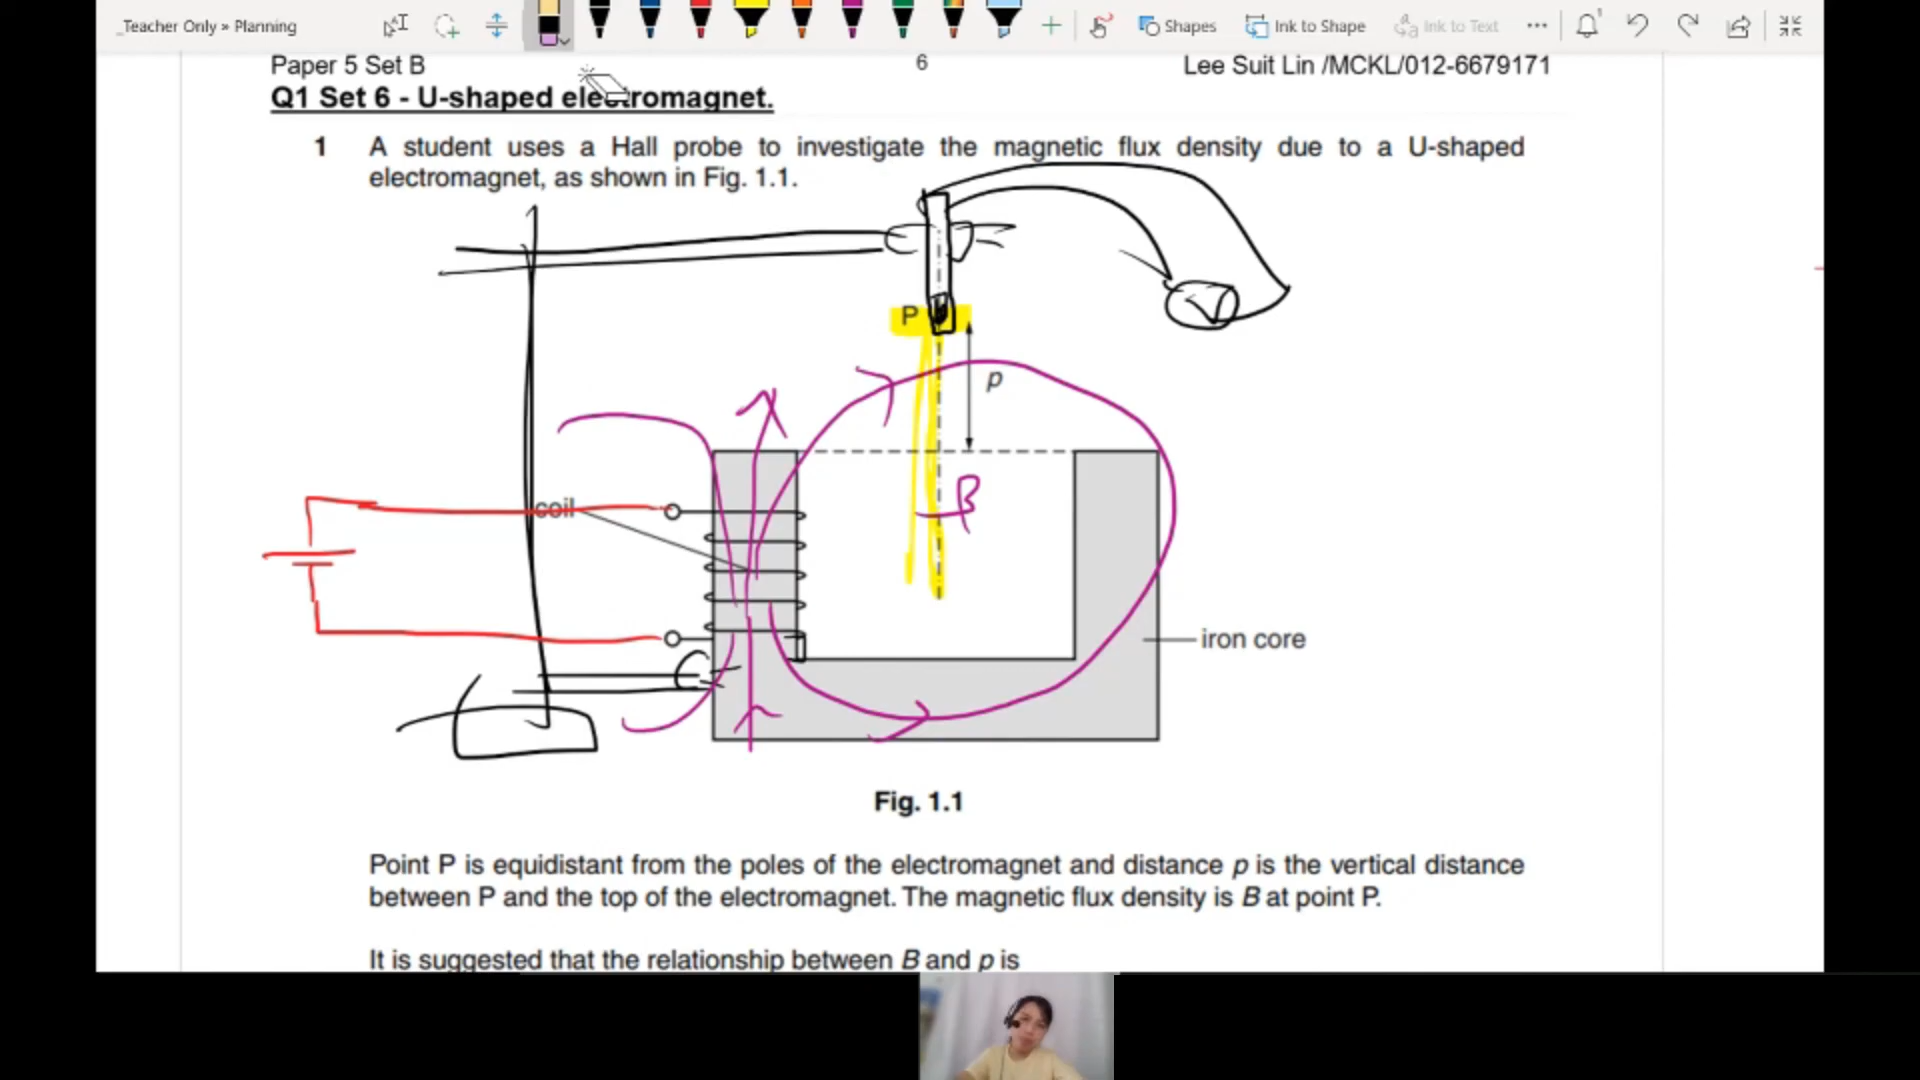 _Teacher Only » Planning
Shapes
Ink to Shape
Ink to Text
Paper 5 Set B
6
Lee Suit Lin /MCKL/012-6679171
Q1 Set 6 - U-shaped electromagnet.
1 A student uses a Hall probe to investigate the magnetic flux density due to a U-shaped
electromagnet, as shown in Fig. 1.1.
P
V
p
B
coil
iron core
Fig. 1.1
Point P is equidistant from the poles of the electromagnet and distance p is the vertical distance
between P and the top of the electromagnet. The magnetic flux density is B at point P.
It is suggested that the relationship between B and p is